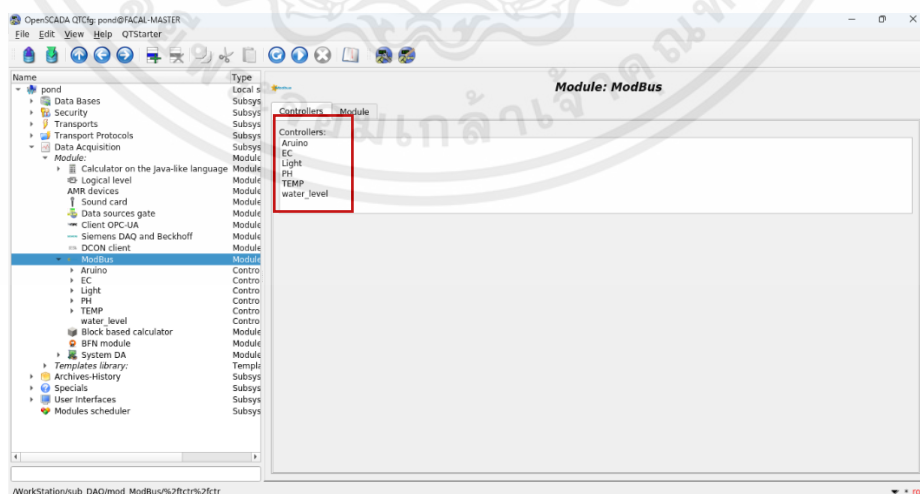 OpenSCADA QTCfg: pond@FACAL-MASTER
File Edit View Help QTStarter
Name Type
pond Local s
Data Bases Subsys
Security Subsys
Transports Subsys
Transport Protocols Subsys
Data Acquisition Subsys
Module: Module
Calculator on the Java-like language Module
Logical level Module
AMR devices Module
Sound card Module
Data sources gate Module
Client OPC-UA Module
Siemens DAQ and Beckhoff Module
DCON client Module
ModBus Module
Aruino Contro
EC Contro
Light Contro
PH Contro
TEMP Contro
water_level Contro
Block based calculator Module
BFN module Module
System DA Module
Templates library: Templa
Archives-History Subsys
Specials Subsys
User Interfaces Subsys
Modules scheduler Subsys
Module: ModBus
Controllers Module
Controllers:
Aruino
EC
Light
PH
TEMP
water_level
/WorkStation/sub_DAQ/mod_ModBus/%2fctr%2fctr
* ro